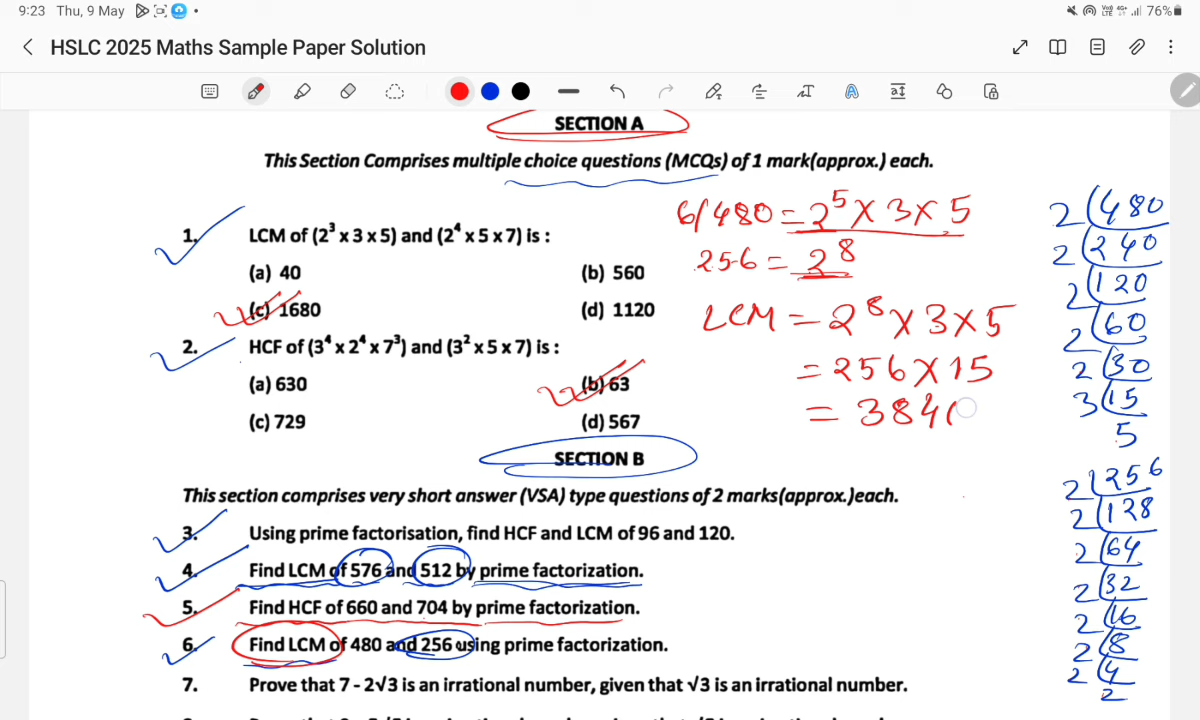 9:23 Thu, 9 May 76%
HSLC 2025 Maths Sample Paper Solution
SECTION A
This Section Comprises multiple choice questions (MCQs) of 1 mark(approx.) each.
1. LCM of (2³ x 3 x 5) and (2⁴ x 5 x 7) is :
(a) 40 (b) 560
(c) 1680 (d) 1120
2. HCF of (3⁴ x 2⁴ x 7³) and (3² x 5 x 7) is :
(a) 630 (b) 63
(c) 729 (d) 567
SECTION B
This section comprises very short answer (VSA) type questions of 2 marks(approx.)each.
3. Using prime factorisation, find HCF and LCM of 96 and 120.
4. Find LCM of 576 and 512 by prime factorization.
5. Find HCF of 660 and 704 by prime factorization.
6. Find LCM of 480 and 256 using prime factorization.
7. Prove that 7 - 2√3 is an irrational number, given that √3 is an irrational number.
6/ 480 = 2⁵ x 3 x 5
256 = 2⁸
LCM = 2⁸ x 3 x 5
= 256 x 15
= 384
2 480
2 240
2 120
2 60
2 30
3 15
5
2 256
2 128
2 64
2 32
2 16
2 8
2 4
2